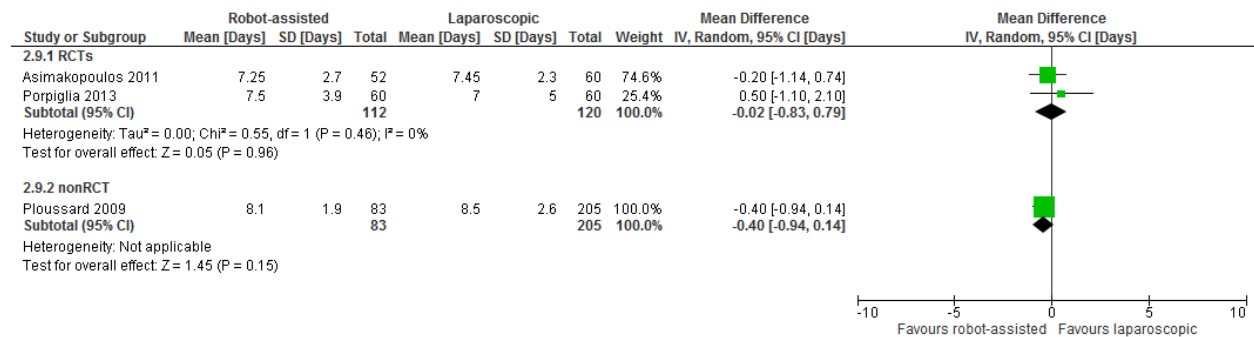 Robot-assisted Laparoscopic Mean Difference Mean Difference
Study or Subgroup Mean [Days] SD [Days] Total Mean [Days] SD [Days] Total Weight IV, Random, 95% CI [Days] IV, Random, 95% CI [Days]
2.9.1 RCTs
Asimakopoulos 2011 7.25 2.7 52 7.45 2.3 60 74.6% -0.20 [-1.14, 0.74]
Porpiglia 2013 7.5 3.9 60 7 5 60 25.4% 0.50 [-1.10, 2.10]
Subtotal (95% CI) 112 120 100.0% -0.02 [-0.83, 0.79]
Heterogeneity: Tau² = 0.00; Chi² = 0.55, df = 1 (P = 0.46); I² = 0%
Test for overall effect: Z = 0.05 (P = 0.96)
2.9.2 nonRCT
Ploussard 2009 8.1 1.9 83 8.5 2.6 205 100.0% -0.40 [-0.94, 0.14]
Subtotal (95% CI) 83 205 100.0% -0.40 [-0.94, 0.14]
Heterogeneity: Not applicable
Test for overall effect: Z = 1.45 (P = 0.15)
-10 -5 0 5 10
Favours robot-assisted Favours laparoscopic